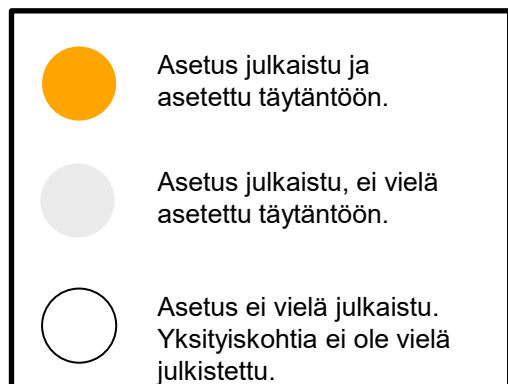 Asetus julkaistu ja
asetettu täytäntöön.
Asetus julkaistu, ei vielä
asetettu täytäntöön.
Asetus ei vielä julkaistu.
Yksityiskohtia ei ole vielä
julkistettu.